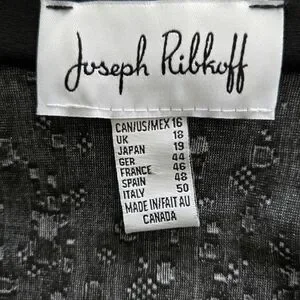 Joseph Ribkoff
CAN/US/MEX 16
UK 18
JAPAN 19
GER 44
FRANCE 46
SPAIN 48
ITALY 50
MADE IN/FAIT AU
CANADA